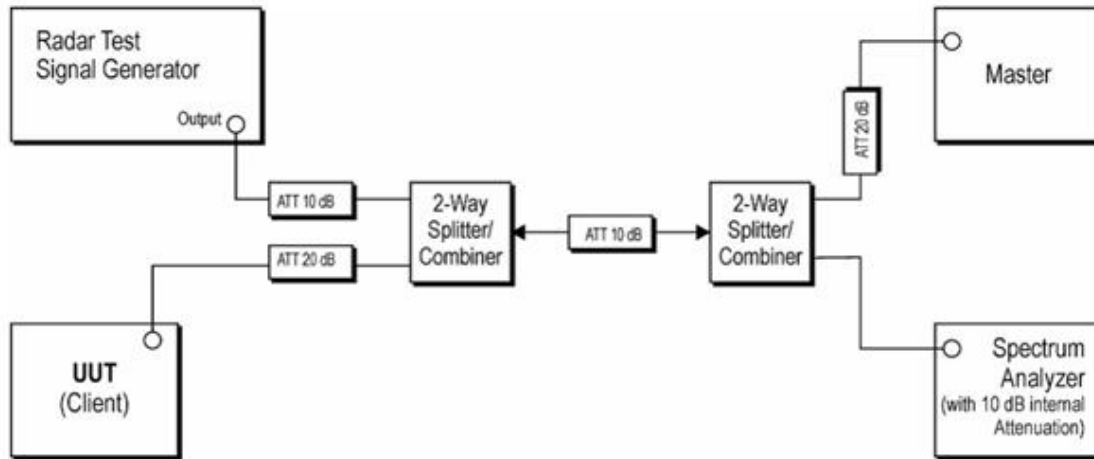 Radar Test
Signal Generator
Output
ATT 10 dB
ATT 20 dB
2-Way
Splitter/
Combiner
ATT 10 dB
2-Way
Splitter/
Combiner
ATT 20 dB
Master
UUT
(Client)
Spectrum
Analyzer
(with 10 dB internal
Attenuation)